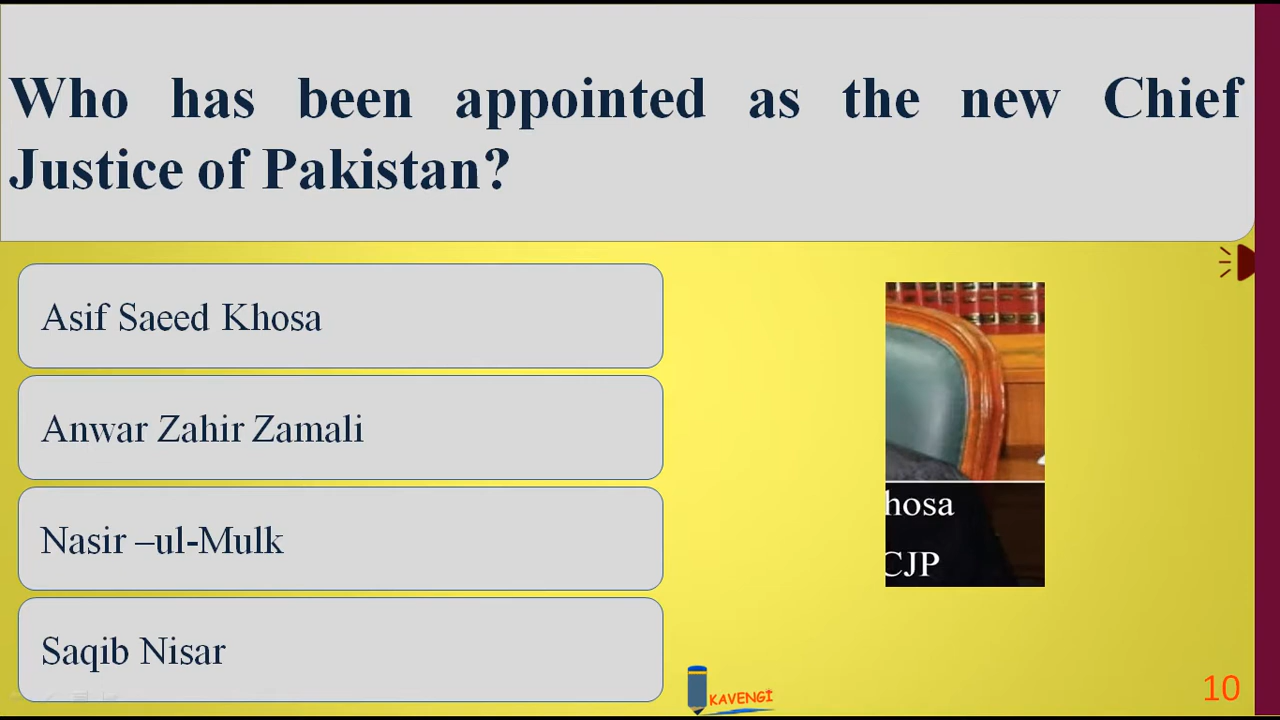 Who has been appointed as the new Chief
Justice of Pakistan?
Asif Saeed Khosa
Anwar Zahir Zamali
Nasir –ul-Mulk
Saqib Nisar
hosa
CJP
KAVENGI
10